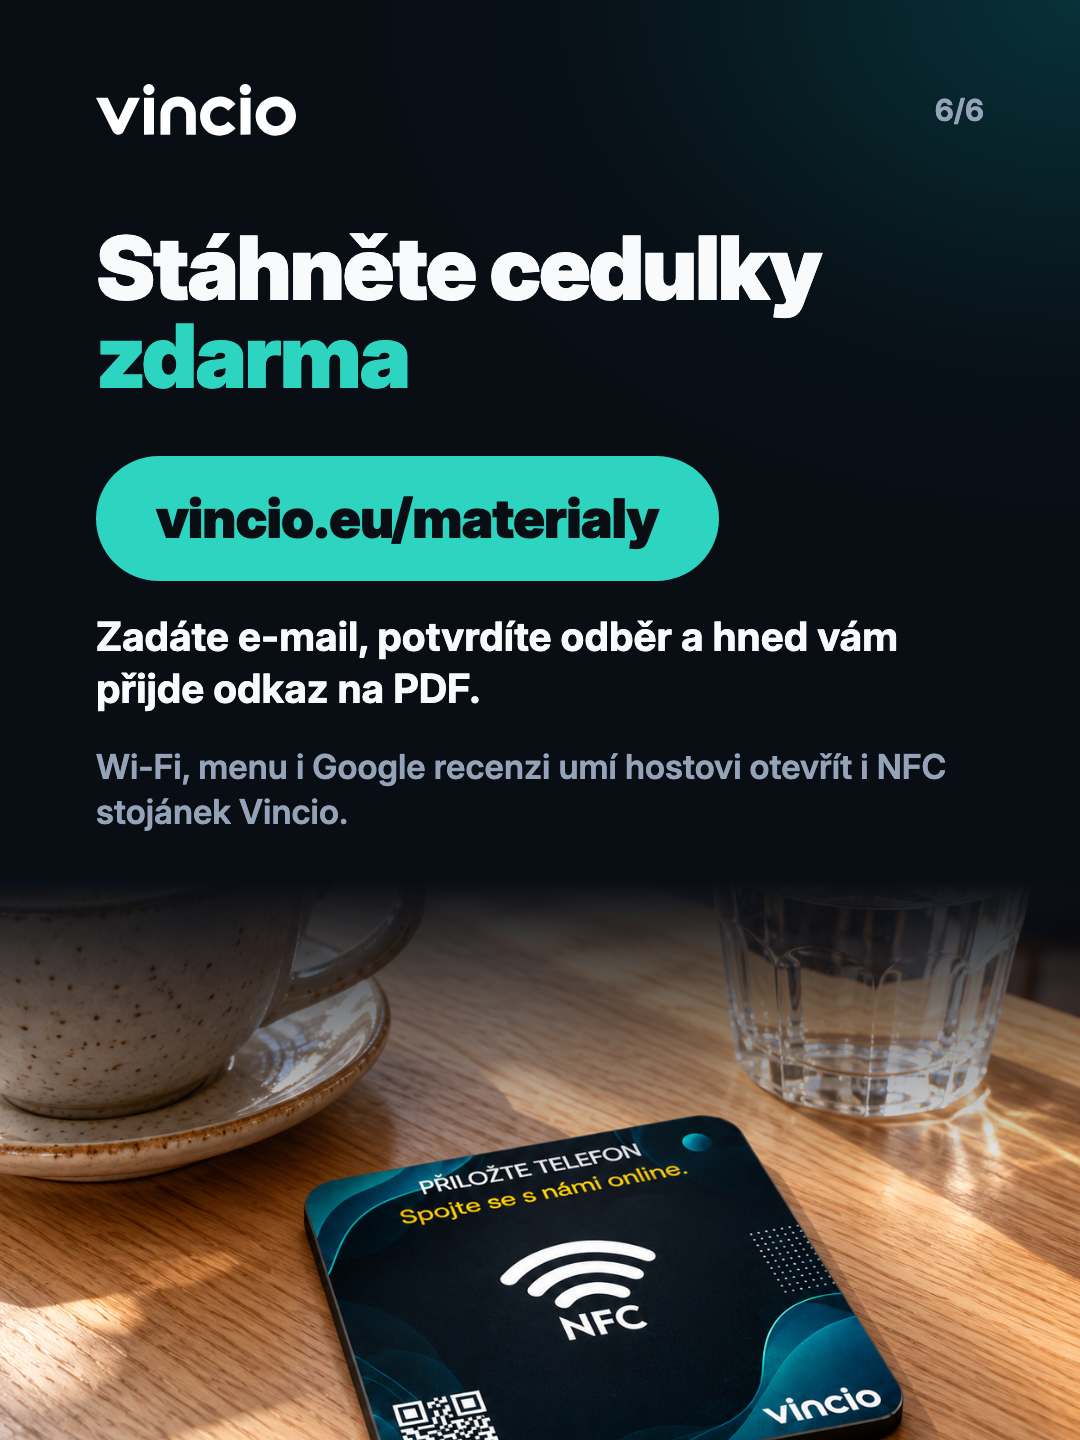 vincio
6/6
Stáhněte cedulky
zdarma
vincio.eu/materialy
Zadáte e-mail, potvrdíte odběr a hned vám
přijde odkaz na PDF.
Wi-Fi, menu i Google recenzi umí hostovi otevřít i NFC
stojánek Vincio.
PŘILOŽTE TELEFON
Spojte se s námi online.
NFC
vincio